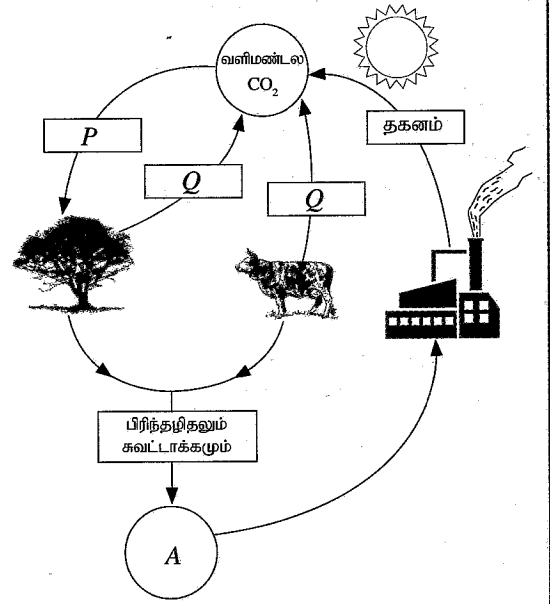 வளிமண்டல
CO₂
தகனம்
P
Q
Q
பிரிந்தழிதலும்
சுவட்டாக்கமும்
A